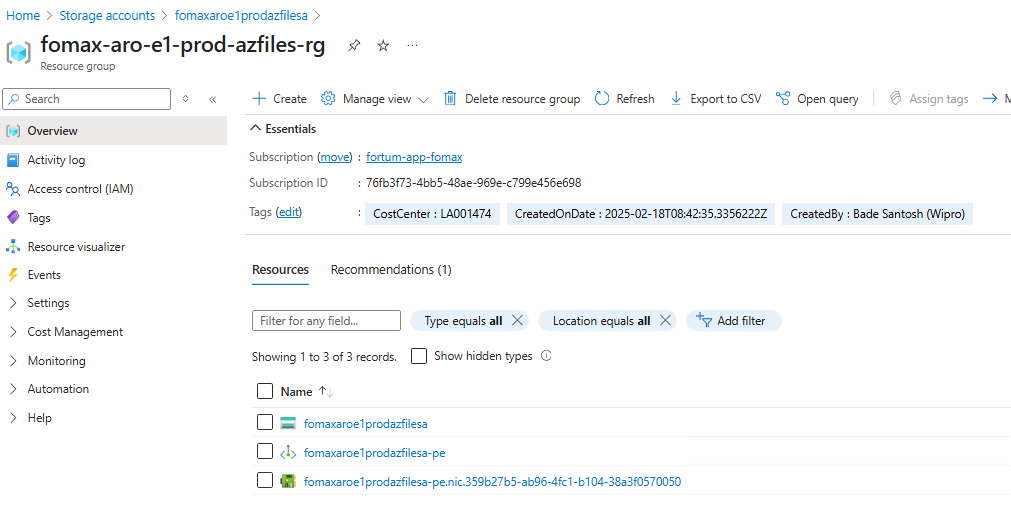 Home > Storage accounts > fomaxaroe1prodazfilesa >
fomax-aro-e1-prod-azfiles-rg ...
Resource group
Search
Create Manage view Delete resource group Refresh Export to CSV Open query Assign tags M
Overview
Activity log
Access control (IAM)
Tags
Resource visualizer
Events
Settings
Cost Management
Monitoring
Automation
Help
Essentials
Subscription (move) : fortum-app-fomax
Subscription ID : 76fb3f73-4bb5-48ae-969e-c799e456e698
Tags (edit) : CostCenter : LA001474 CreatedOnDate : 2025-02-18T08:42:35.3356222Z CreatedBy : Bade Santosh (Wipro)
Resources Recommendations (1)
Filter for any field... Type equals all Location equals all Add filter
Showing 1 to 3 of 3 records. Show hidden types
Name
fomaxaroe1prodazfilesa
fomaxaroe1prodazfilesa-pe
fomaxaroe1prodazfilesa-pe.nic.359b27b5-ab96-4fc1-b104-38a3f0570050